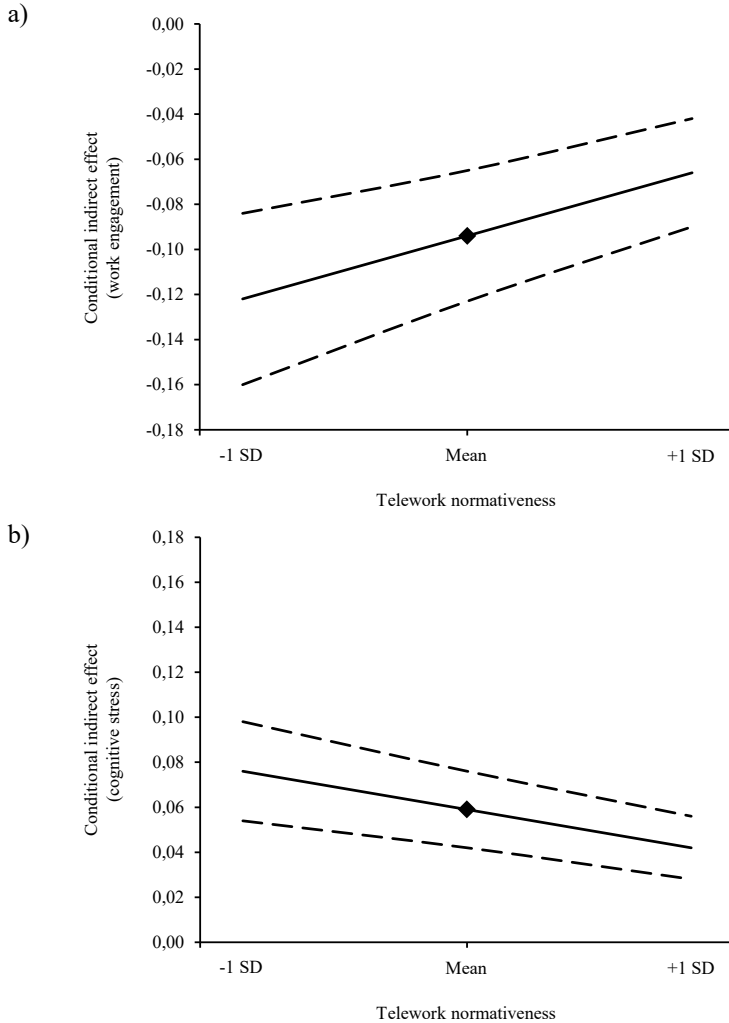 a)
0,00
-0,02
-0,04
-0,06
-0,08
-0,10
-0,12
-0,14
-0,16
-0,18
Conditional indirect effect
(work engagement)
-1 SD Mean +1 SD
Telework normativeness
b)
0,18
0,16
0,14
0,12
0,10
0,08
0,06
0,04
0,02
0,00
Conditional indirect effect
(cognitive stress)
-1 SD Mean +1 SD
Telework normativeness